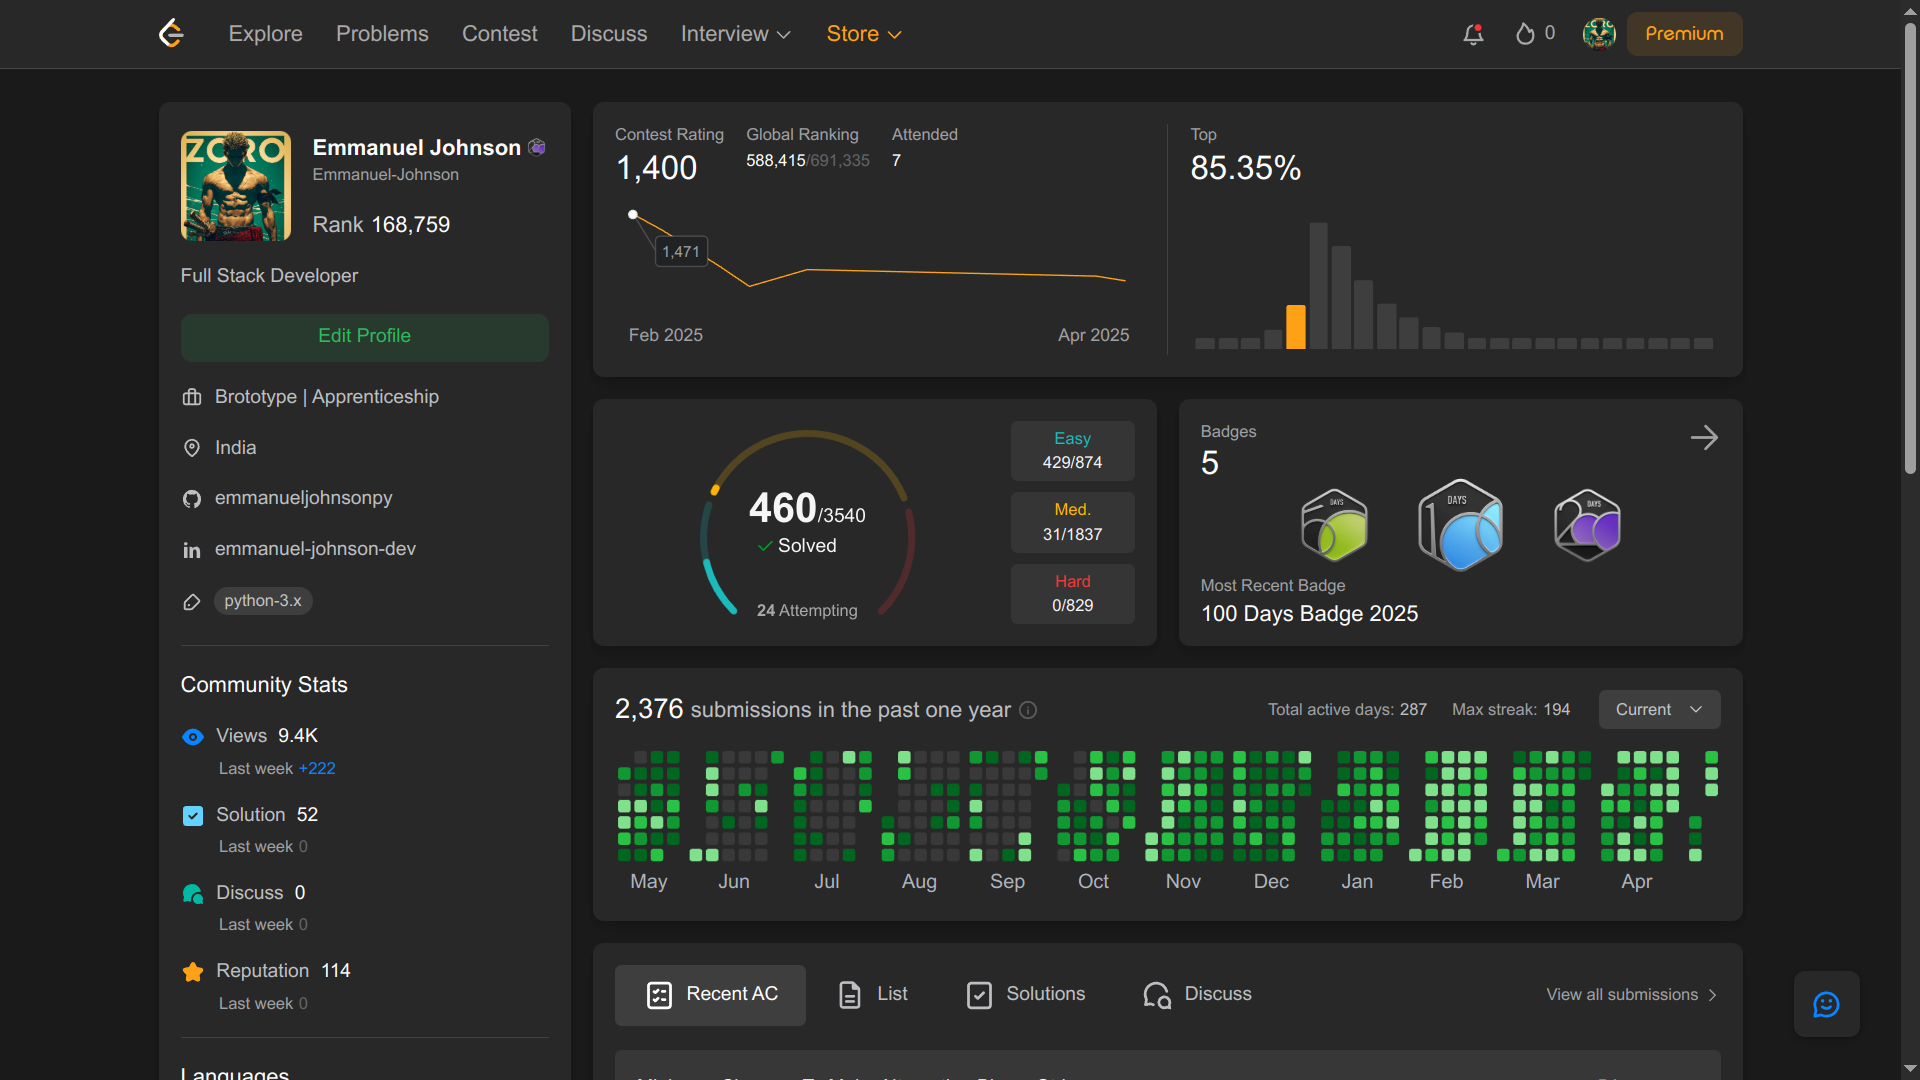 Explore Problems Contest Discuss Interview Store 0 Premium
ZORO
Emmanuel Johnson
Emmanuel-Johnson
Rank 168,759
Full Stack Developer
Edit Profile
Brototype | Apprenticeship
India
emmanueljohnsonpy
emmanuel-johnson-dev
python-3.x
Community Stats
Views 9.4K
Last week +222
Solution 52
Last week 0
Discuss 0
Last week 0
Reputation 114
Last week 0
Languages
Contest Rating
1,400
Global Ranking
588,415/691,335
Attended
7
1,471
Feb 2025 Apr 2025
Top
85.35%
460/3540
Solved
24 Attempting
Easy
429/874
Med.
31/1837
Hard
0/829
Badges
5
DAYS DAYS DAYS
50 100 200
Most Recent Badge
100 Days Badge 2025
2,376 submissions in the past one year
Total active days: 287 Max streak: 194 Current
May Jun Jul Aug Sep Oct Nov Dec Jan Feb Mar Apr
Recent AC List Solutions Discuss View all submissions